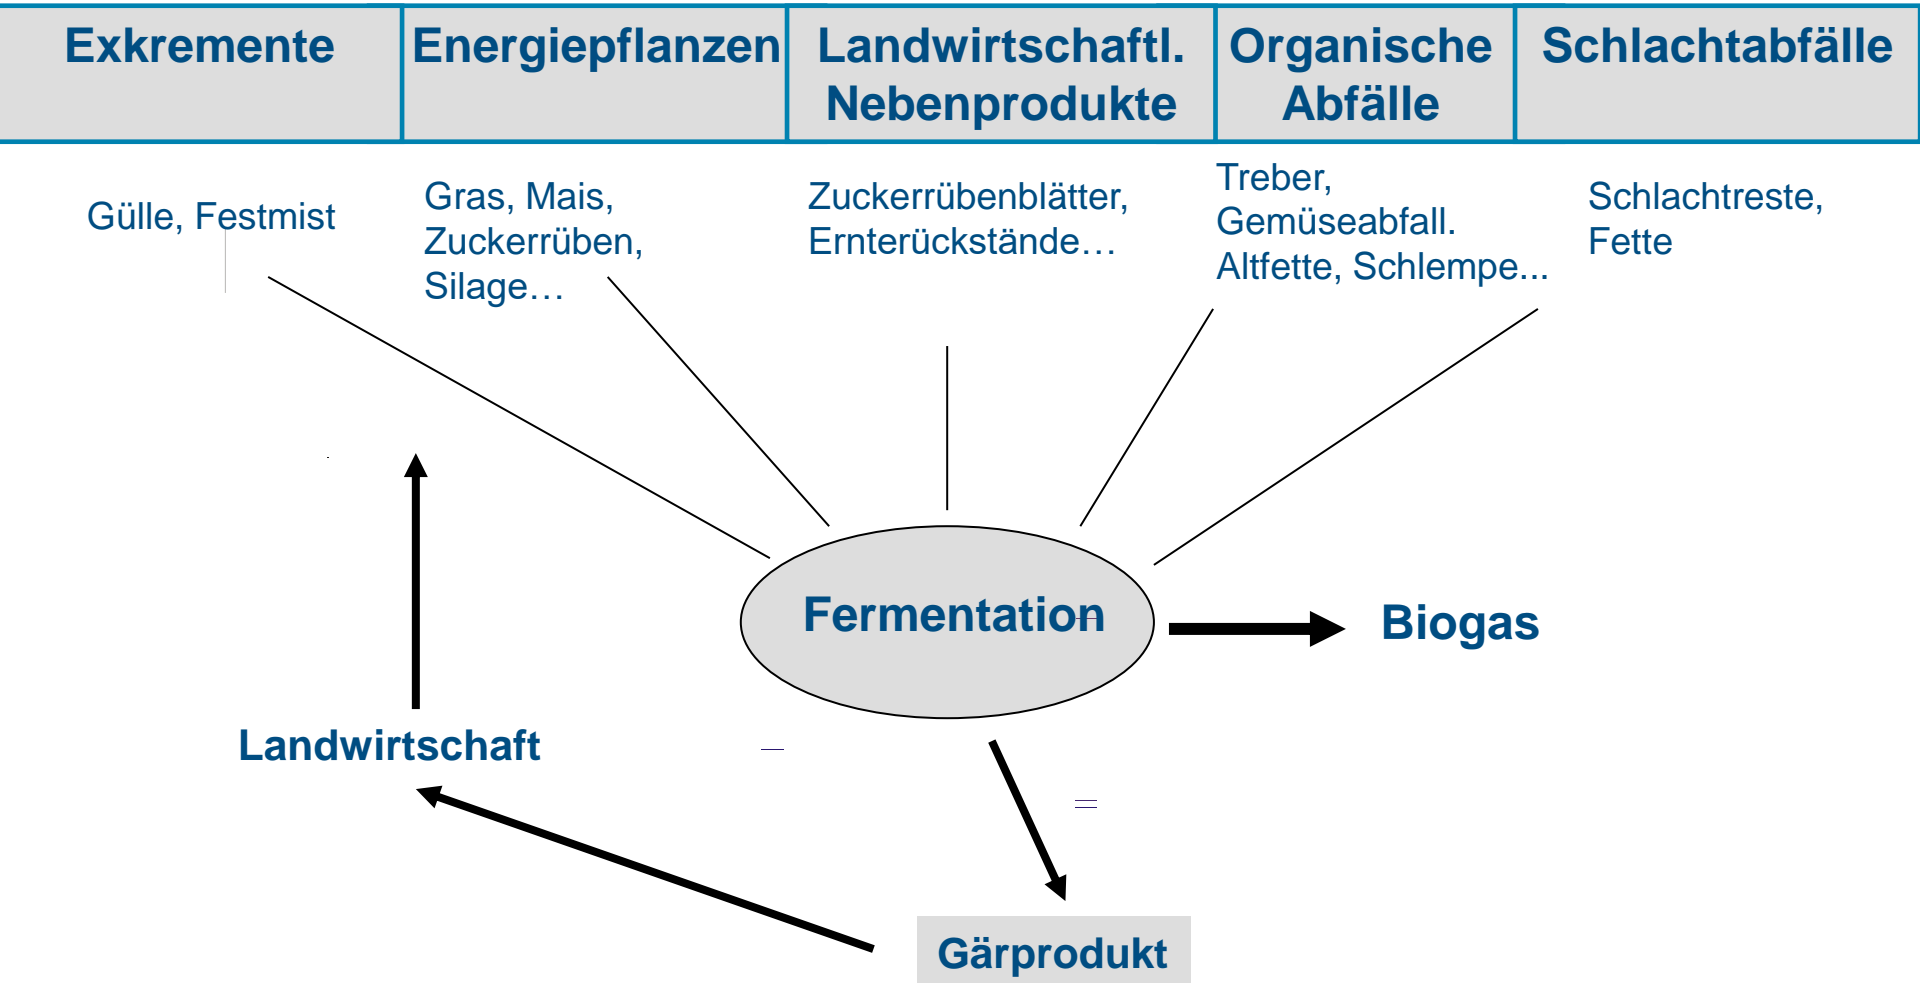 Exkremente
Energiepflanzen
Landwirtschaftl.
Nebenprodukte
Organische
Abfälle
Schlachtabfälle
Gülle, Festmist
Gras, Mais,
Zuckerrüben,
Silage…
Zuckerrübenblätter,
Ernterückstände…
Treber,
Gemüseabfall.
Altfette, Schlempe...
Schlachtreste,
Fette
Fermentation
Biogas
Landwirtschaft
Gärprodukt